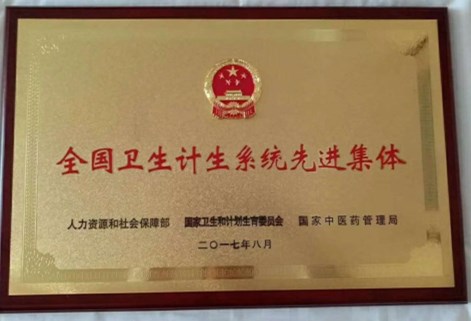 全国卫生计生系统先进集体
人力资源和社会保障部 国家卫生和计划生育委员会 国家中医药管理局
二〇一七年八月